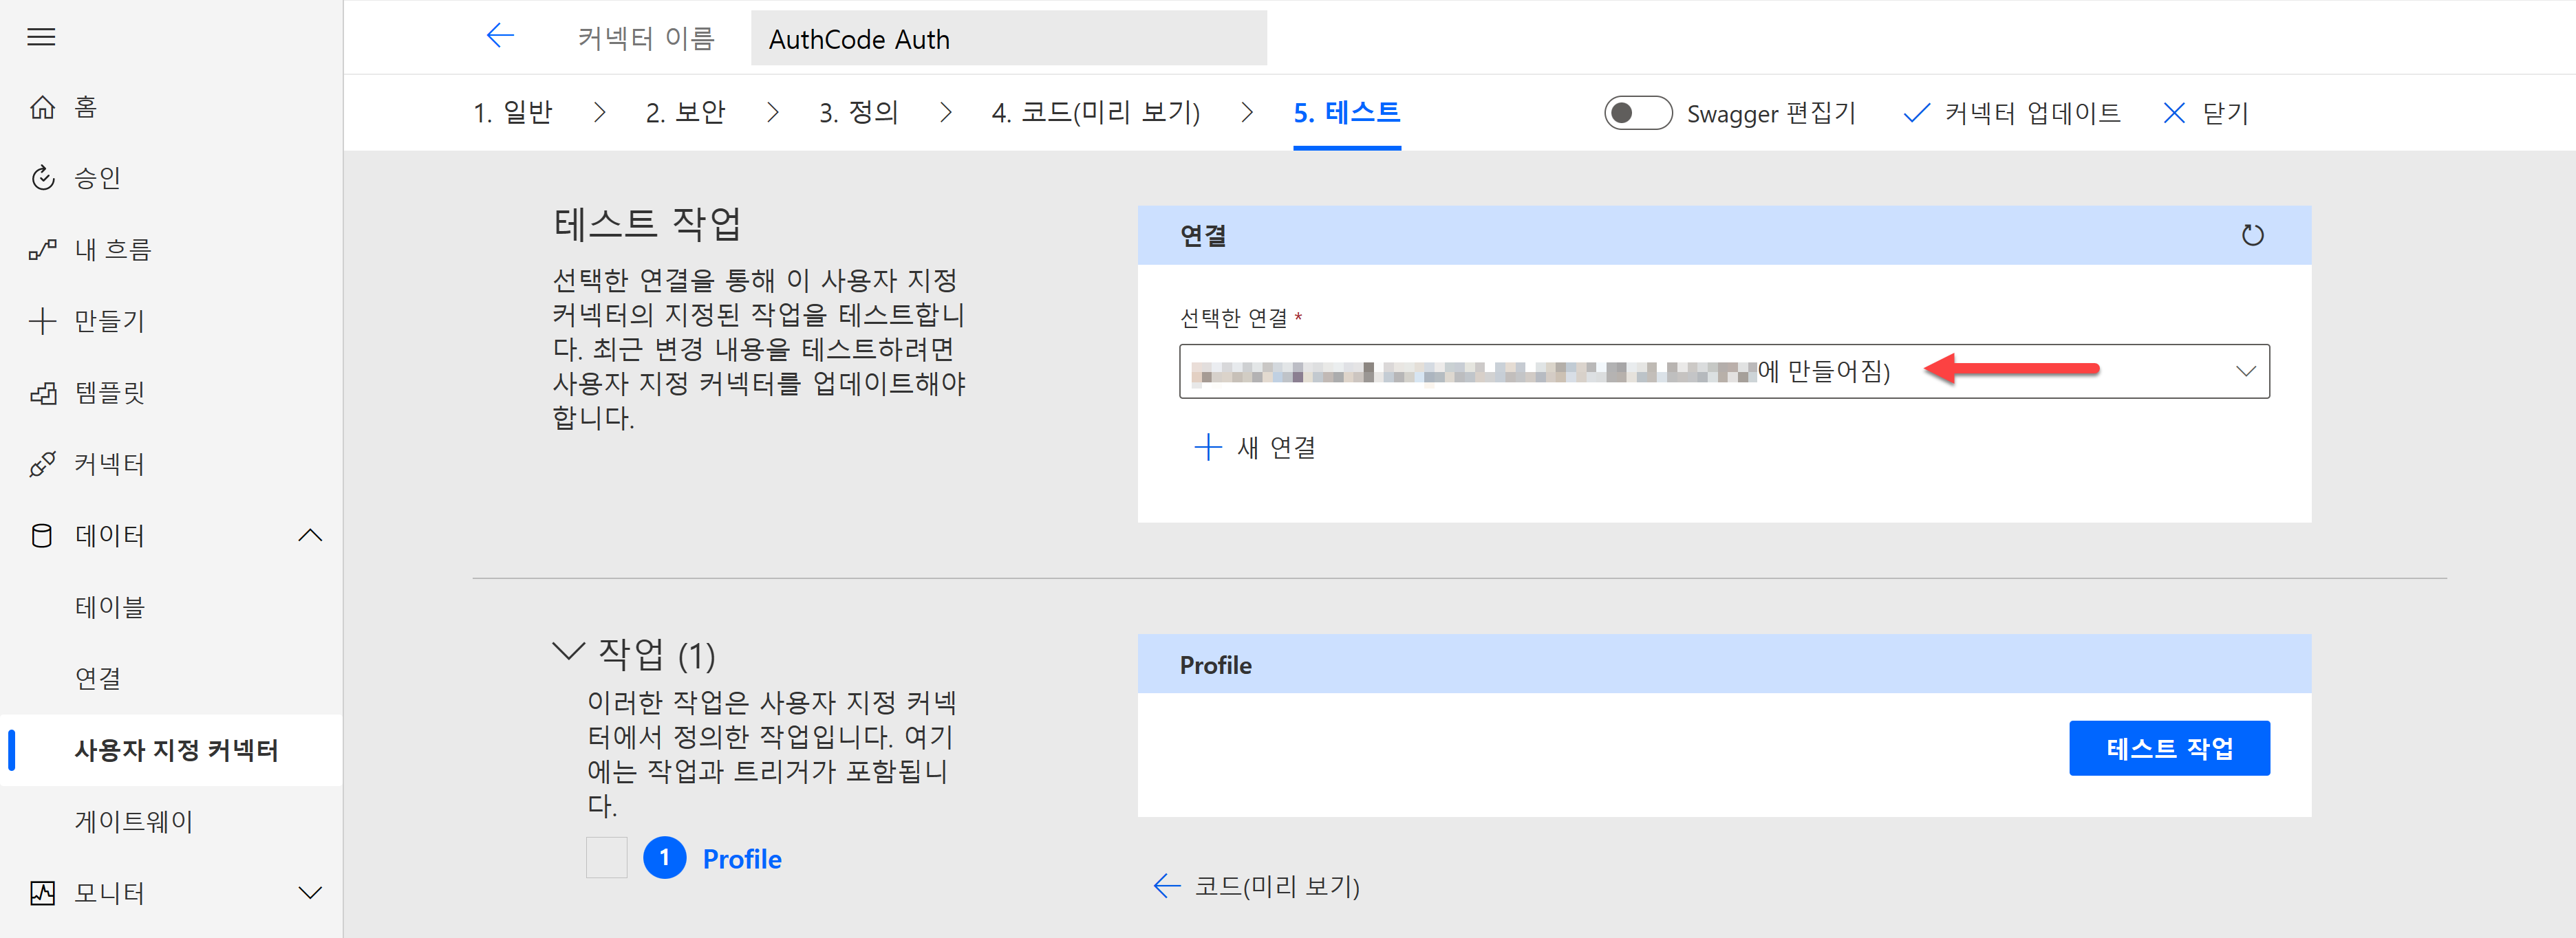 커넥터 이름
AuthCode Auth
홈
승인
내 흐름
만들기
템플릿
커넥터
데이터
테이블
연결
사용자 지정 커넥터
게이트웨이
모니터
1. 일반
2. 보안
3. 정의
4. 코드(미리 보기)
5. 테스트
Swagger 편집기
커넥터 업데이트
닫기
테스트 작업
선택한 연결을 통해 이 사용자 지정
커넥터의 지정된 작업을 테스트합니
다. 최근 변경 내용을 테스트하려면
사용자 지정 커넥터를 업데이트해야
합니다.
연결
선택한 연결 *
에 만들어짐)
새 연결
작업 (1)
이러한 작업은 사용자 지정 커넥
터에서 정의한 작업입니다. 여기
에는 작업과 트리거가 포함됩니
다.
1 Profile
Profile
테스트 작업
코드(미리 보기)